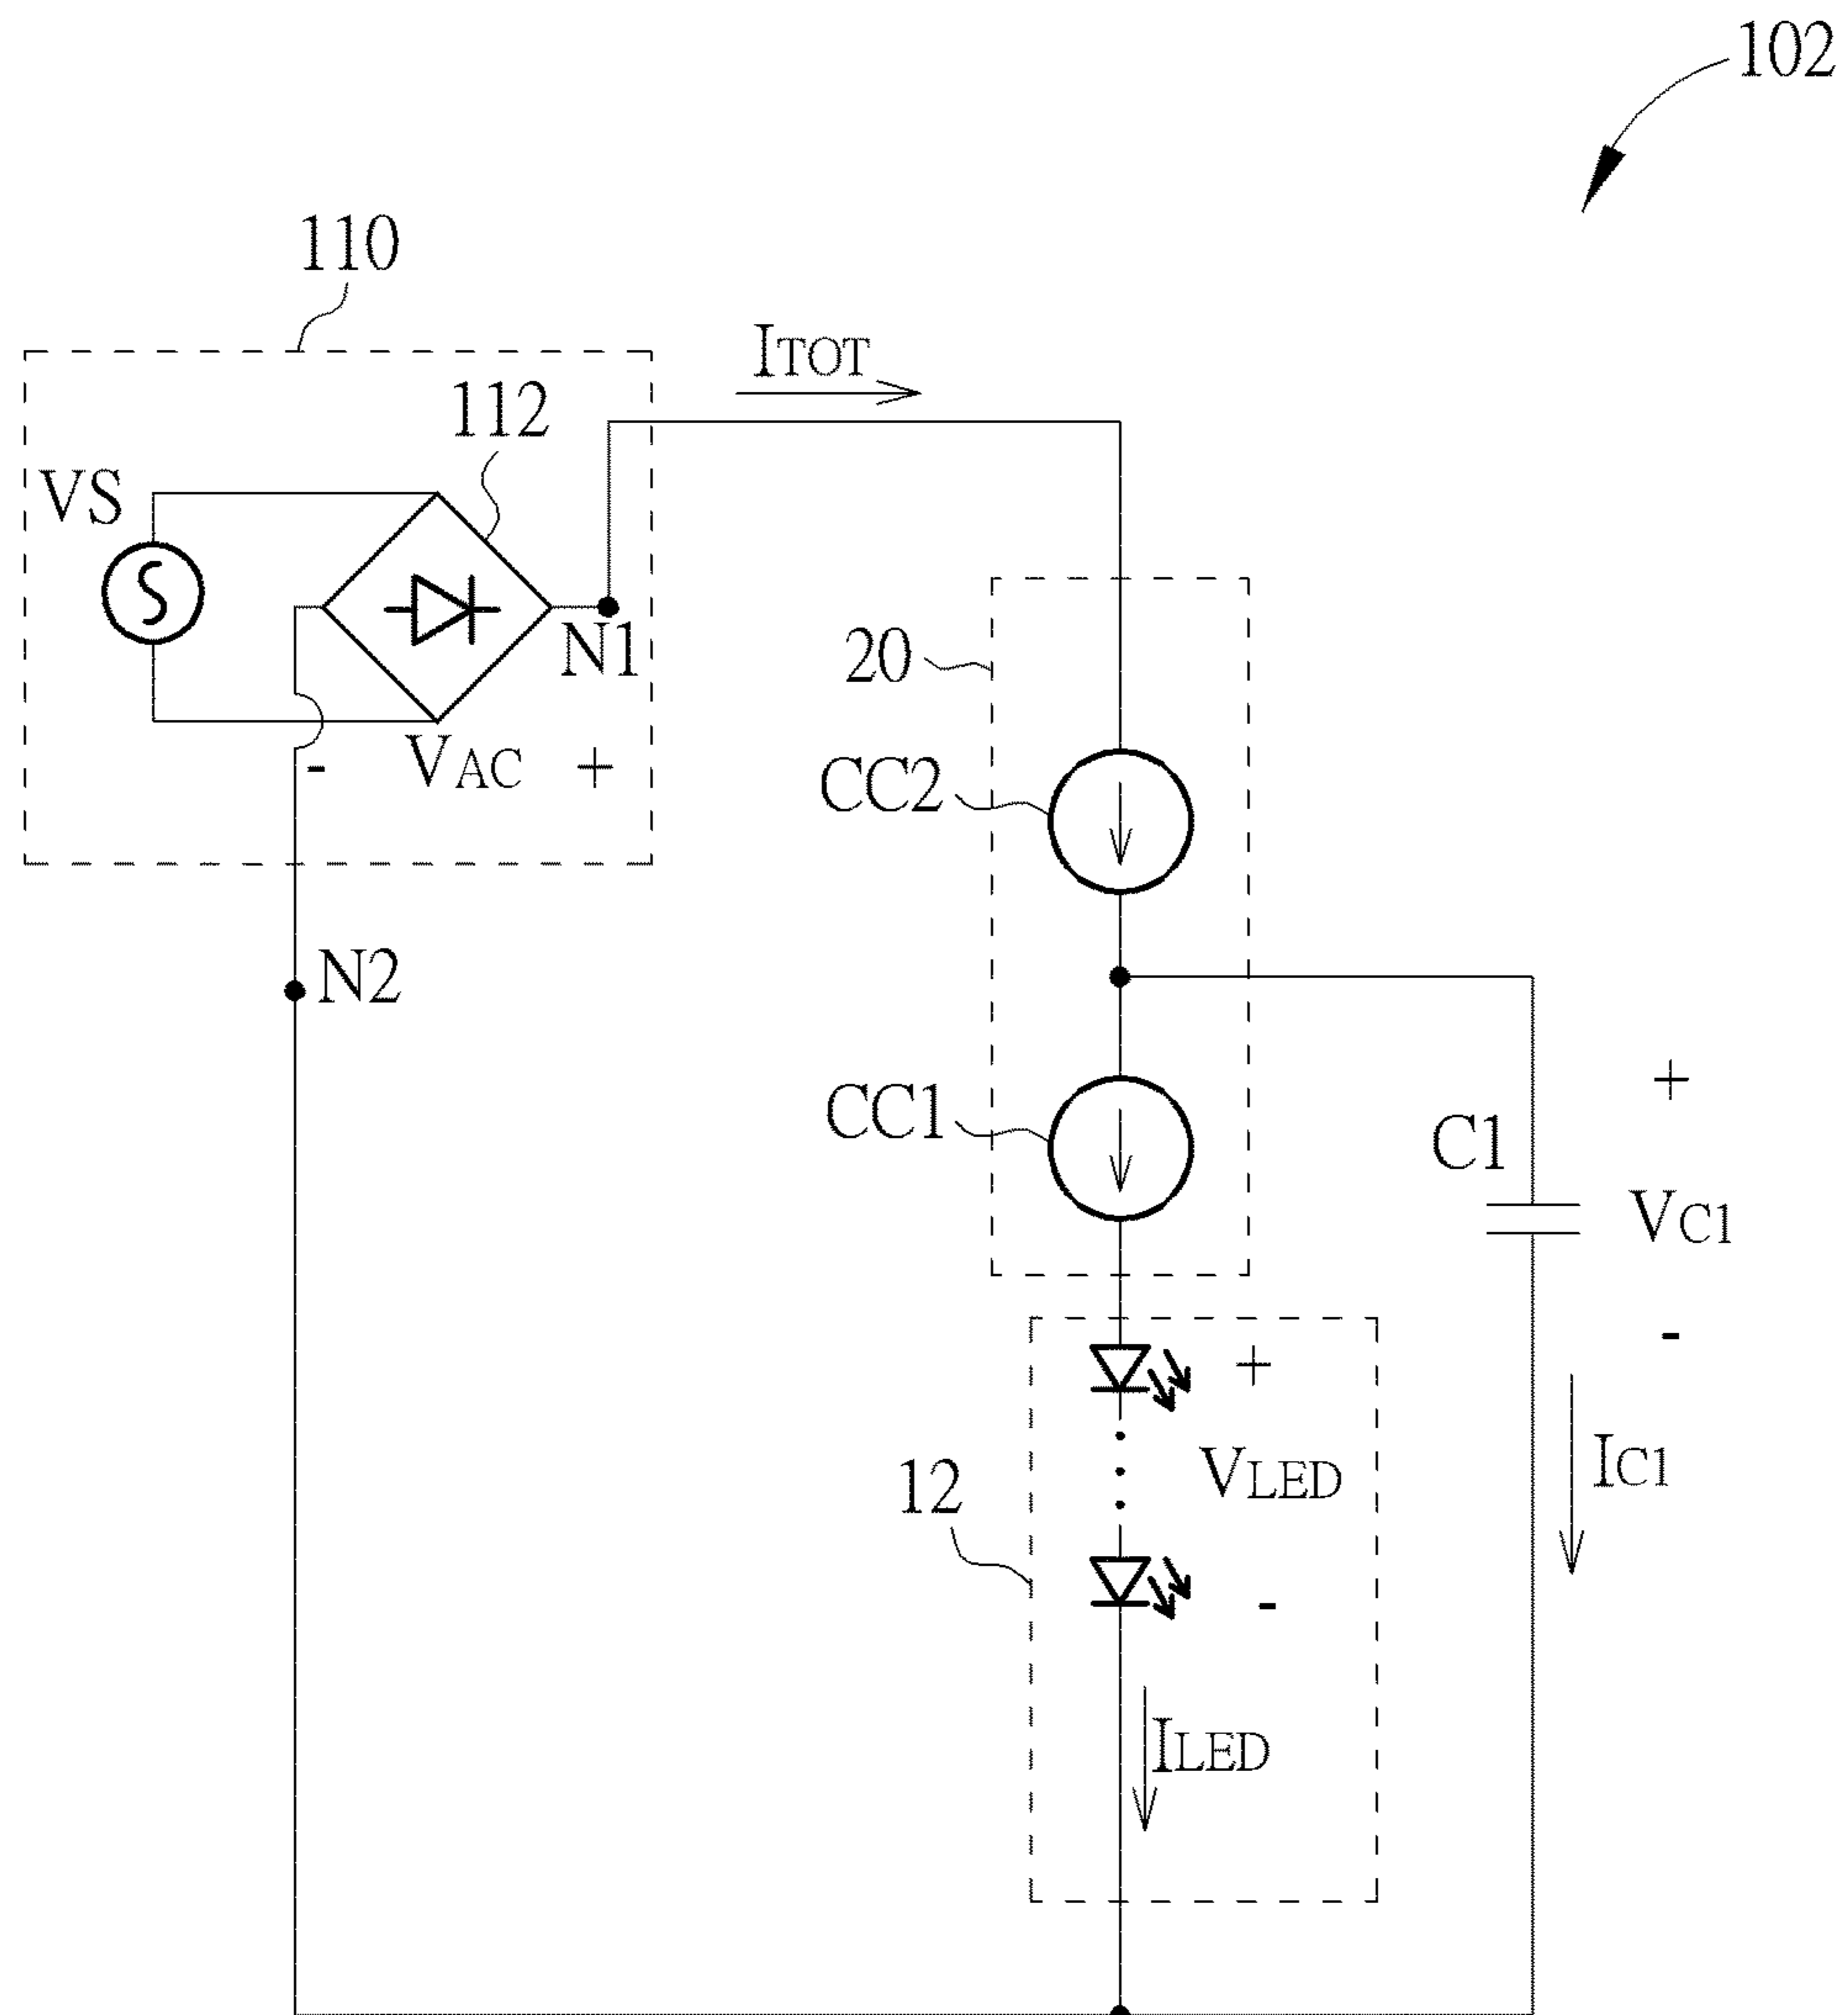 102
110
ITOT
112
VS
N1
20
- VAC +
CC2
N2
+
CC1
C1
VC1
-
+
VLED
IC1
12
-
ILED